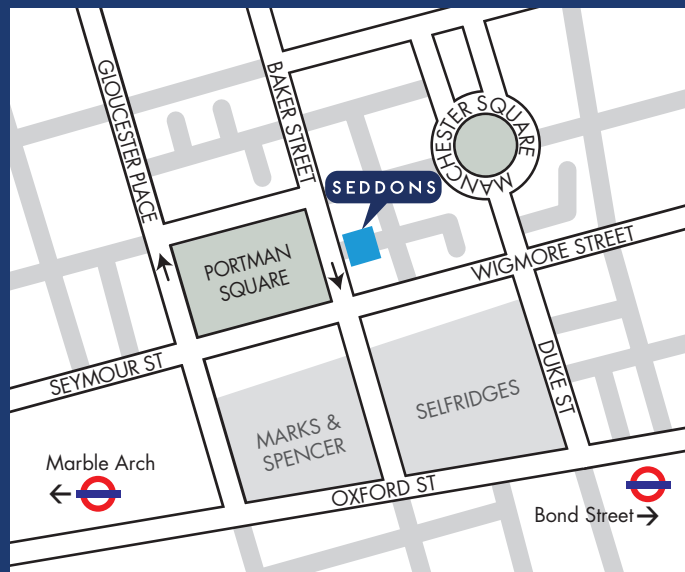 GLOUCESTER PLACE
BAKER STREET
MANCHESTER SQUARE
SEDDONS
PORTMAN
SQUARE
WIGMORE STREET
SEYMOUR ST
DUKE ST
SELFRIDGES
MARKS &
SPENCER
Marble Arch
OXFORD ST
Bond Street